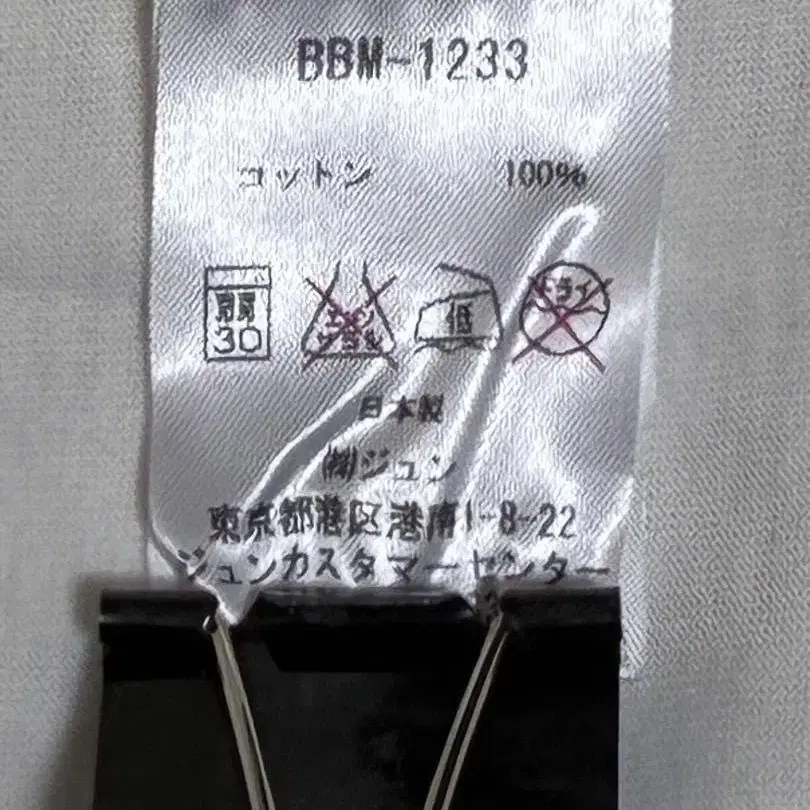 BBM-1233
コットン 100%
弱 30 エンソサラシ 低 ドライ
日本製
㈱ジュン
東京都港区港南1-8-22
ジュンカスタマーセンター